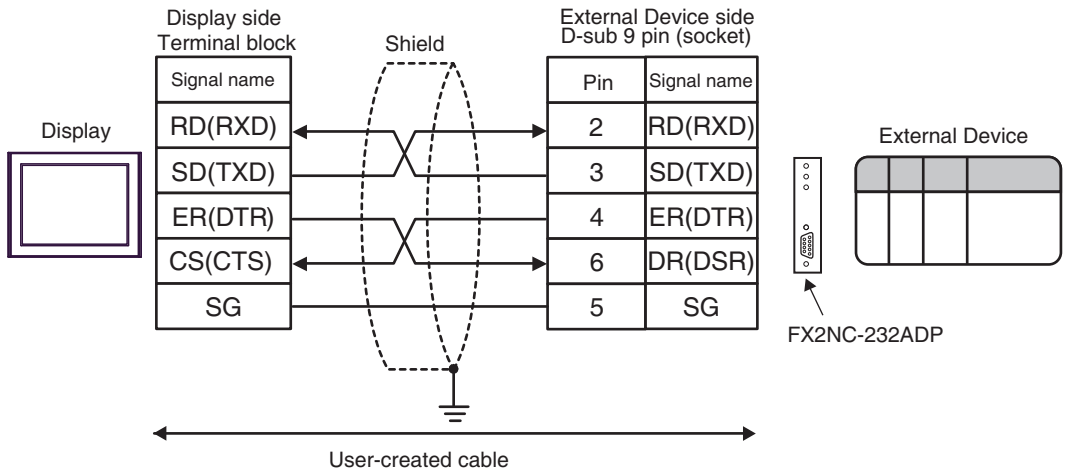 Display side
Terminal block
Shield
External Device side
D-sub 9 pin (socket)
Signal name
Pin
Signal name
Display
RD(RXD)
2
RD(RXD)
External Device
SD(TXD)
3
SD(TXD)
ER(DTR)
4
ER(DTR)
CS(CTS)
6
DR(DSR)
SG
5
SG
FX2NC-232ADP
User-created cable